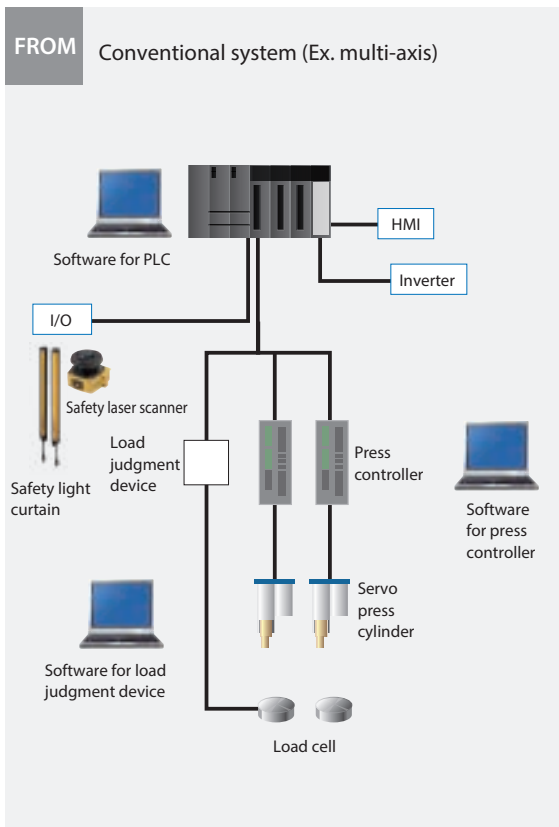 FROM
Conventional system (Ex. multi-axis)
Software for PLC
HMI
Inverter
I/O
Safety laser scanner
Safety light
curtain
Load
judgment
device
Press
controller
Software
for press
controller
Servo
press
cylinder
Software for load
judgment device
Load cell